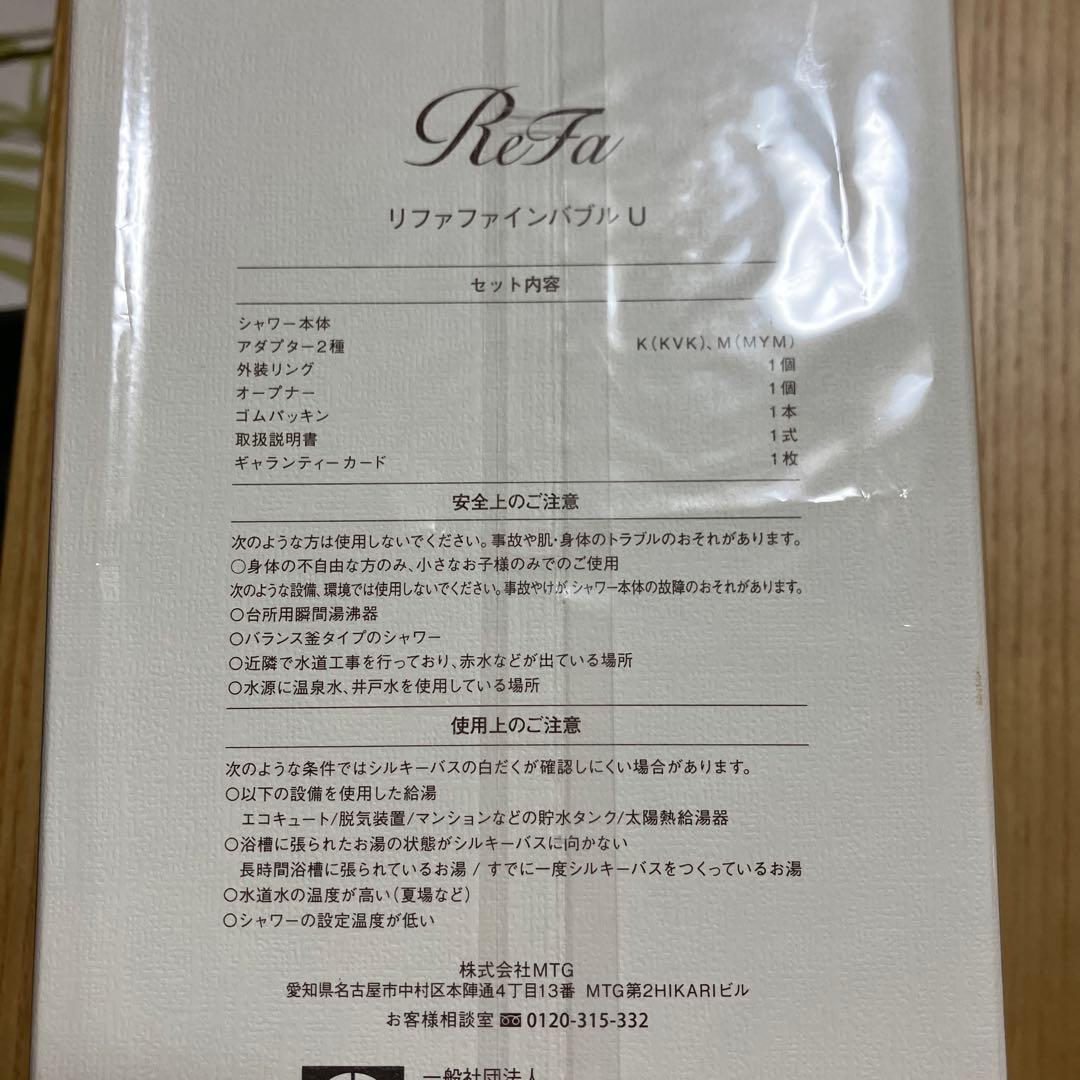 ReFa
リファファインバブル U
セット内容
シャワー本体
アダプター2種 K(KVK)、M(MYM)
外装リング 1個
オープナー 1個
ゴムパッキン 1本
取扱説明書 1式
ギャランティーカード 1枚
安全上のご注意
次のような方は使用しないでください。事故や肌・身体のトラブルのおそれがあります。
○身体の不自由な方のみ、小さなお子様のみでのご使用
次のような設備、環境では使用しないでください。事故やけが、シャワー本体の故障のおそれがあります。
○台所用瞬間湯沸器
○バランス釜タイプのシャワー
○近隣で水道工事を行っており、赤水などが出ている場所
○水源に温泉水、井戸水を使用している場所
使用上のご注意
次のような条件ではシルキーバスの白だくが確認しにくい場合があります。
○以下の設備を使用した給湯
エコキュート/脱気装置/マンションなどの貯水タンク/太陽熱給湯器
○浴槽に張られたお湯の状態がシルキーバスに向かない
長時間浴槽に張られているお湯 / すでに一度シルキーバスをつくっているお湯
○水道水の温度が高い(夏場など)
○シャワーの設定温度が低い
株式会社MTG
愛知県名古屋市中村区本陣通4丁目13番 MTG第2HIKARIビル
お客様相談室 0120-315-332
一般社団法人